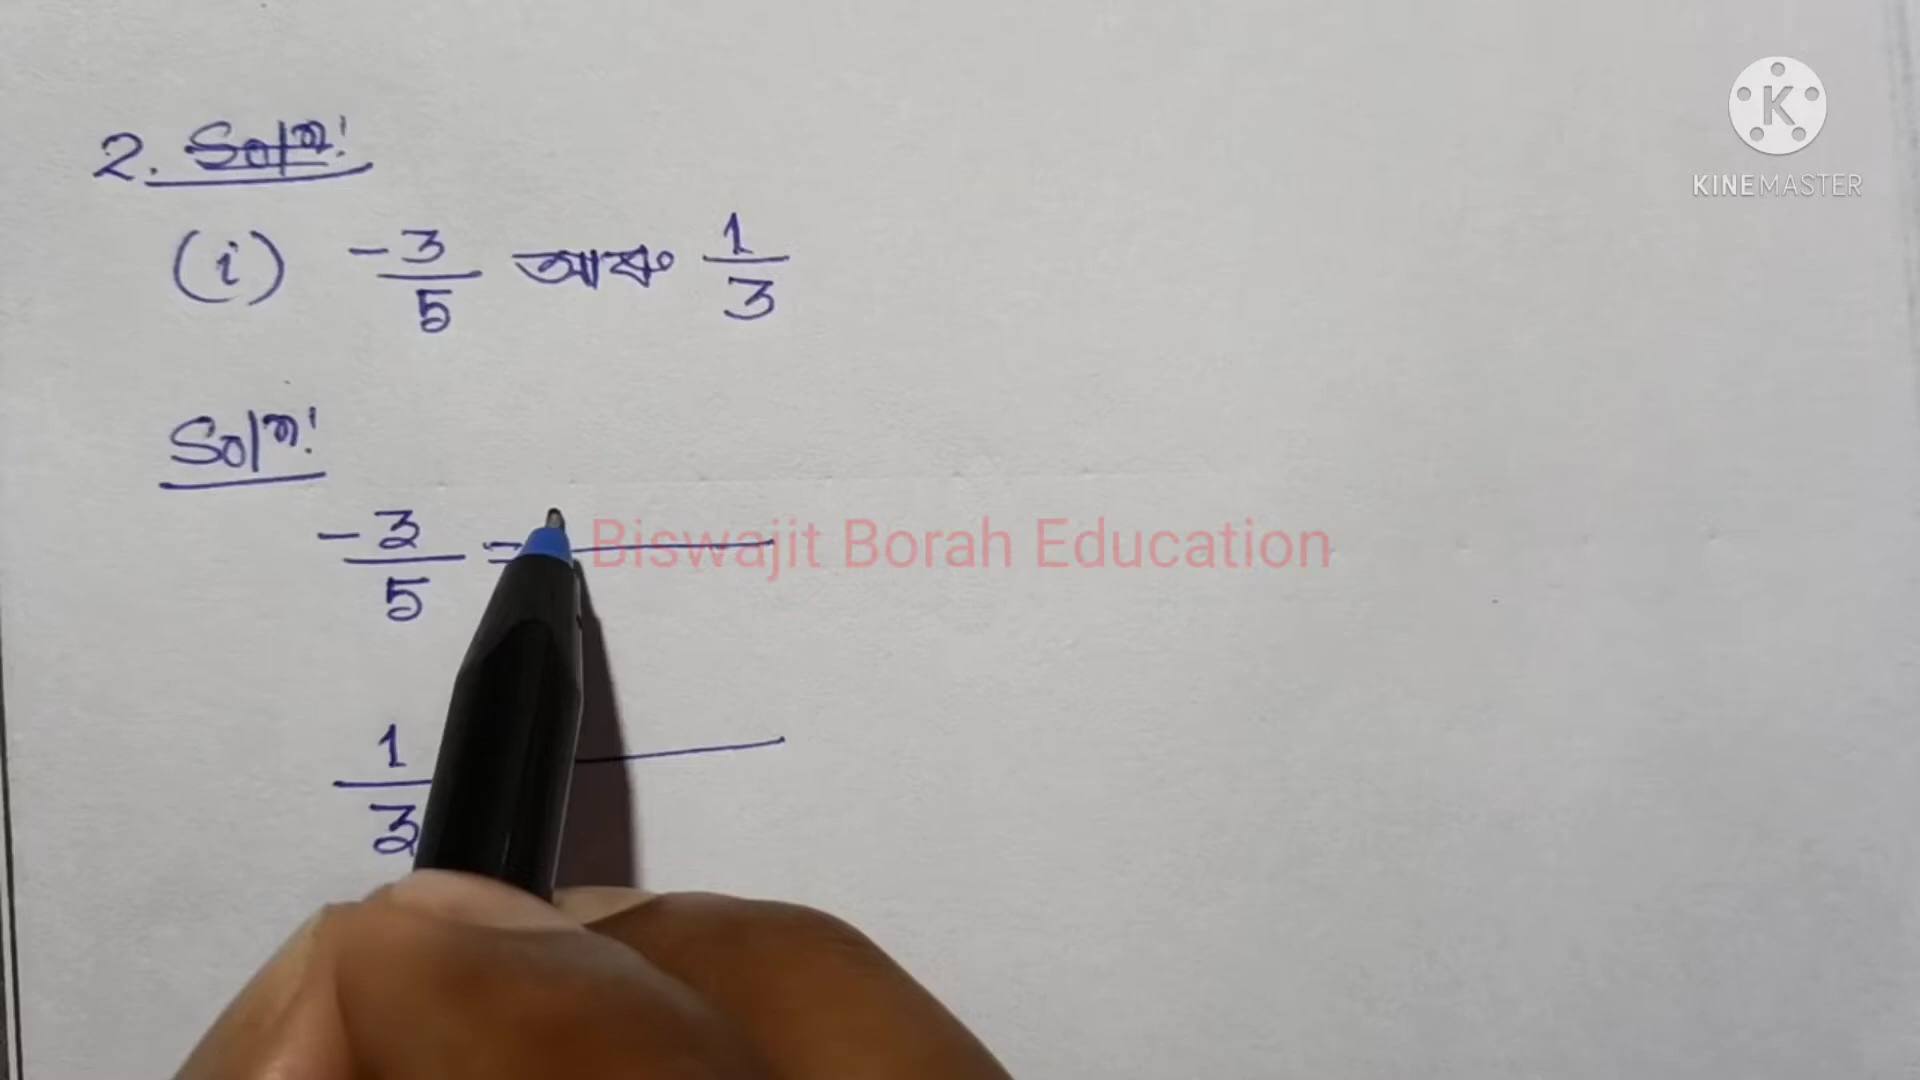 2. Solⁿ!
(i) -3/5 আৰু 1/3
Solⁿ!
-3/5 =
1/3
Biswajit Borah Education
K
KINEMASTER